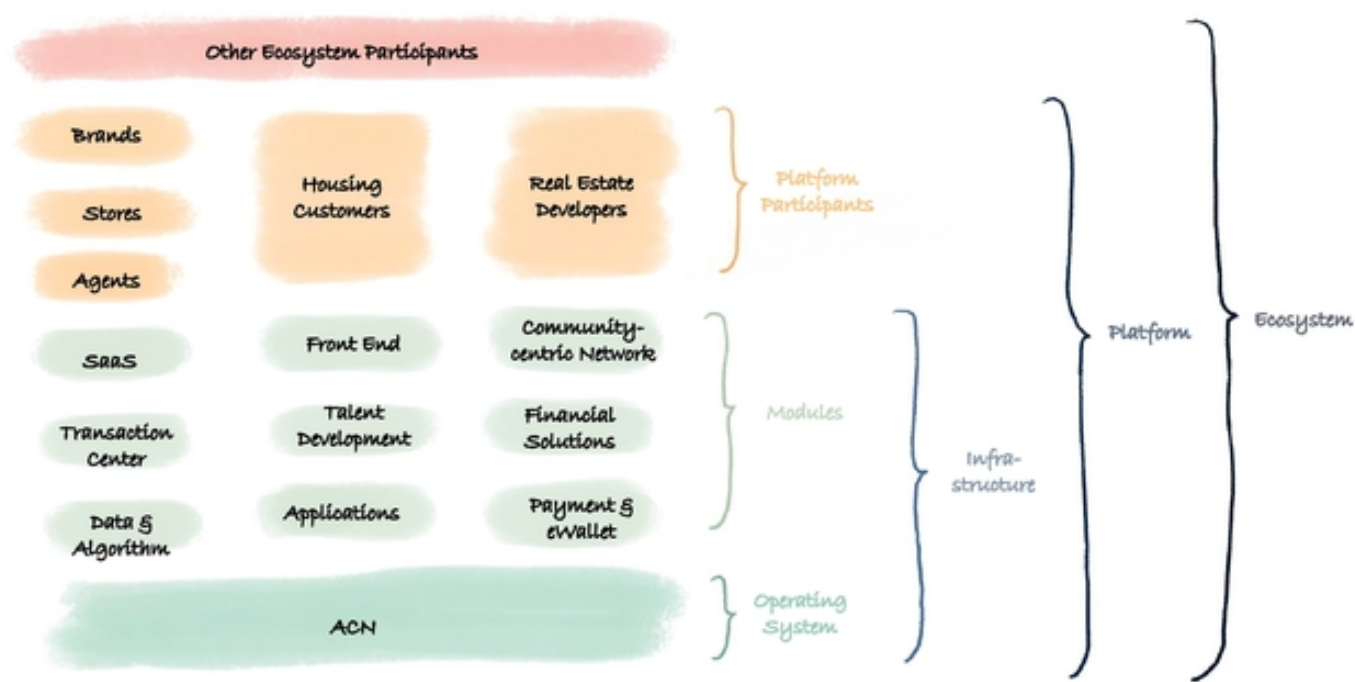 Other Ecosystem Participants
Brands
Stores
Agents
Housing
Customers
Real Estate
Developers
Platform
Participants
SaaS
Front End
Community-
centric Network
Transaction
Center
Talent
Development
Financial
Solutions
Data &
Algorithm
Applications
Payment &
eWallet
Modules
ACN
Operating
System
Infra-
structure
Platform
Ecosystem